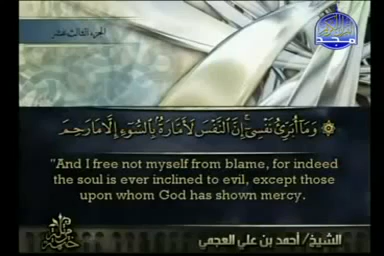 الجزء الثالث عشر
المجد
۞ وَمَا أُبَرِّئُ نَفْسِي ۚ إِنَّ النَّفْسَ لَأَمَّارَةٌ بِالسُّوءِ إِلَّا مَا رَحِمَ
"And I free not myself from blame, for indeed
the soul is ever inclined to evil, except those
upon whom God has shown mercy.
الشيخ/ أحمد بن علي العجمي